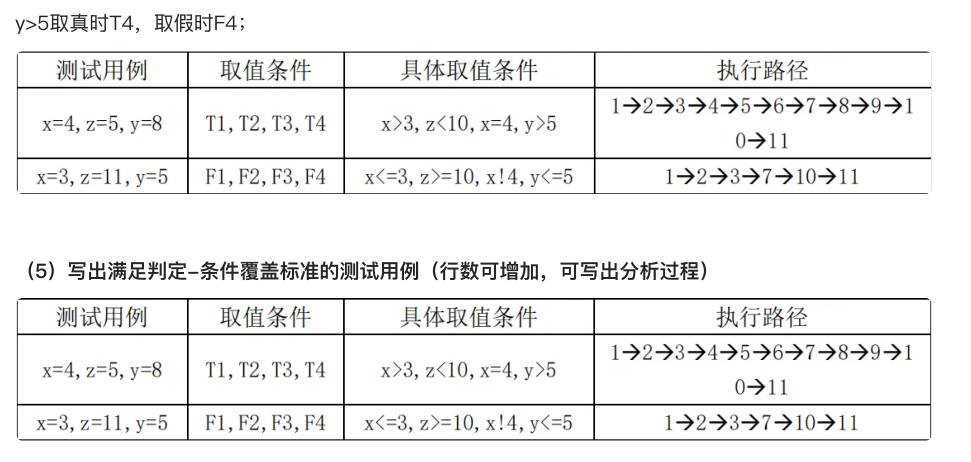 y>5取真时T4，取假时F4；
测试用例 取值条件 具体取值条件 执行路径
x=4,z=5,y=8 T1,T2,T3,T4 x>3,z<10,x=4,y>5 1→2→3→4→5→6→7→8→9→1
0→11
x=3,z=11,y=5 F1,F2,F3,F4 x<=3,z>=10,x!4,y<=5 1→2→3→7→10→11
（5）写出满足判定-条件覆盖标准的测试用例（行数可增加，可写出分析过程）
测试用例 取值条件 具体取值条件 执行路径
x=4,z=5,y=8 T1,T2,T3,T4 x>3,z<10,x=4,y>5 1→2→3→4→5→6→7→8→9→1
0→11
x=3,z=11,y=5 F1,F2,F3,F4 x<=3,z>=10,x!4,y<=5 1→2→3→7→10→11